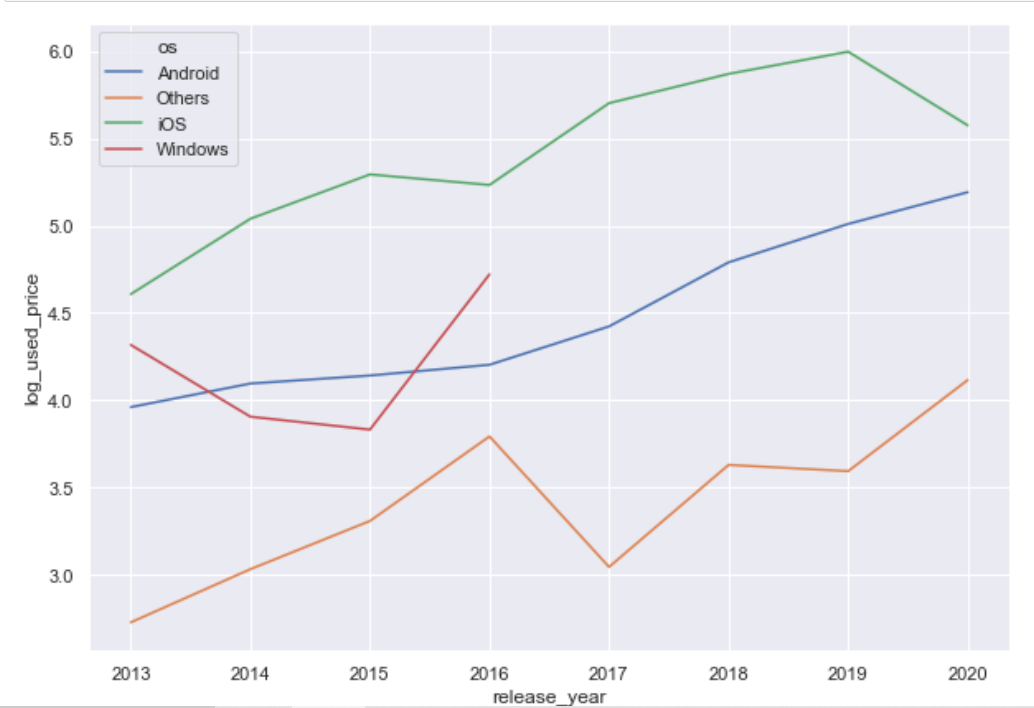 os
Android
Others
iOS
Windows
6.0
5.5
5.0
4.5
4.0
3.5
3.0
log_used_price
2013 2014 2015 2016 2017 2018 2019 2020
release_year